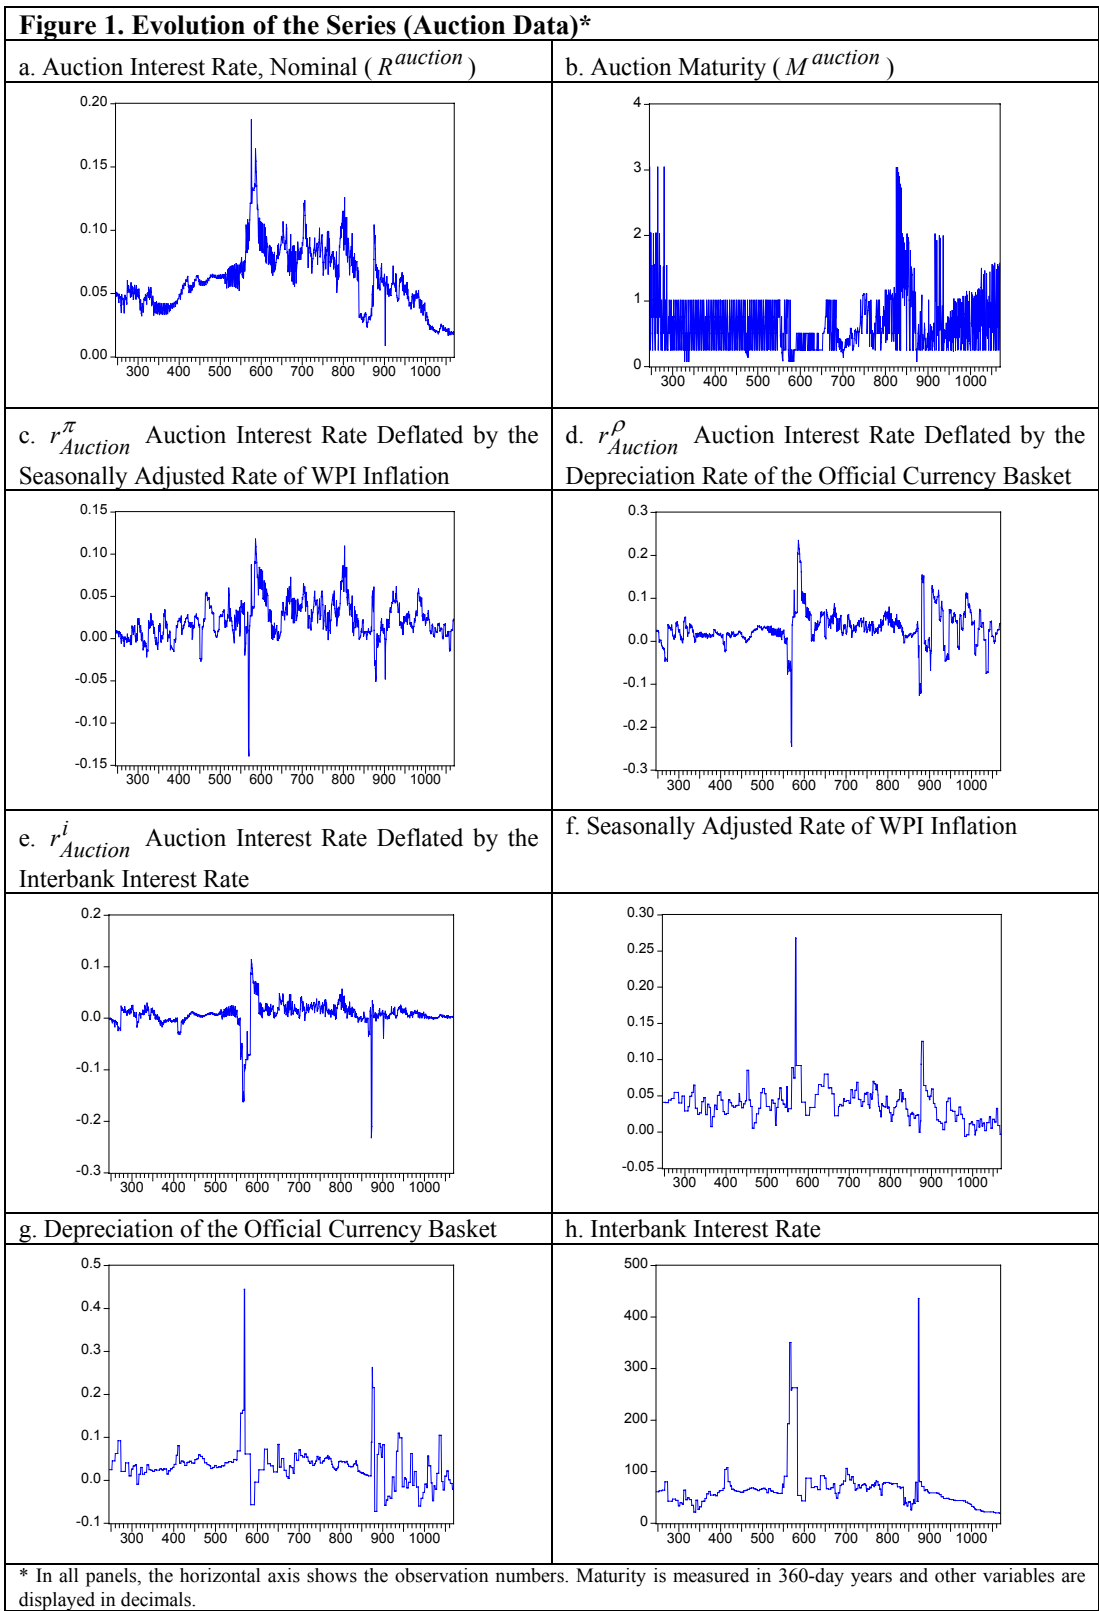 Figure 1. Evolution of the Series (Auction Data)*
a. Auction Interest Rate, Nominal ( R^auction )
b. Auction Maturity ( M^auction )
0.20
0.15
0.10
0.05
0.00
300 400 500 600 700 800 900 1000
4
3
2
1
0
300 400 500 600 700 800 900 1000
c. r^π_Auction Auction Interest Rate Deflated by the
Seasonally Adjusted Rate of WPI Inflation
d. r^ρ_Auction Auction Interest Rate Deflated by the
Depreciation Rate of the Official Currency Basket
0.15
0.10
0.05
0.00
-0.05
-0.10
-0.15
300 400 500 600 700 800 900 1000
0.3
0.2
0.1
0.0
-0.1
-0.2
-0.3
300 400 500 600 700 800 900 1000
e. r^i_Auction Auction Interest Rate Deflated by the
Interbank Interest Rate
f. Seasonally Adjusted Rate of WPI Inflation
0.2
0.1
0.0
-0.1
-0.2
-0.3
300 400 500 600 700 800 900 1000
0.30
0.25
0.20
0.15
0.10
0.05
0.00
-0.05
300 400 500 600 700 800 900 1000
g. Depreciation of the Official Currency Basket
h. Interbank Interest Rate
0.5
0.4
0.3
0.2
0.1
0.0
-0.1
300 400 500 600 700 800 900 1000
500
400
300
200
100
0
300 400 500 600 700 800 900 1000
* In all panels, the horizontal axis shows the observation numbers. Maturity is measured in 360-day years and other variables are
displayed in decimals.